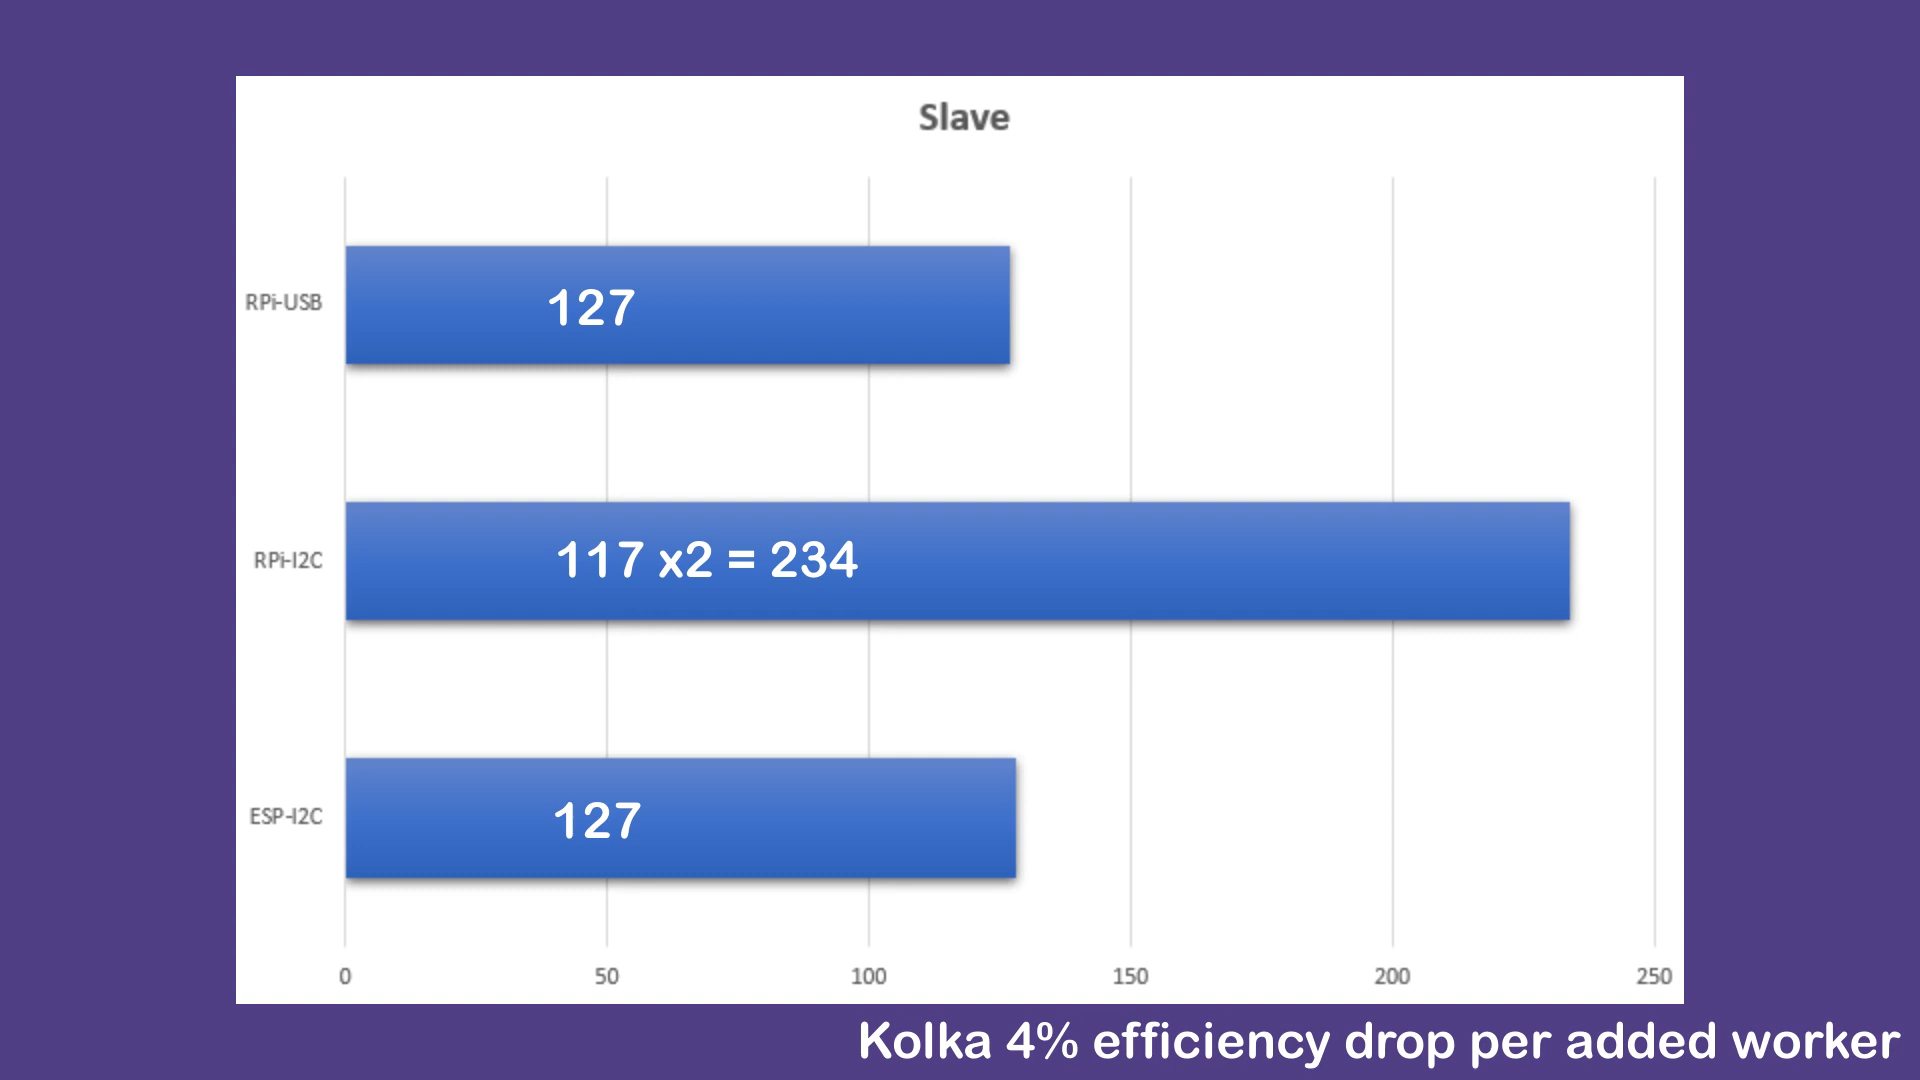 Slave
RPi-USB
127
RPi-I2C
117 x2 = 234
ESP-I2C
127
0 50 100 150 200 250
Kolka 4% efficiency drop per added worker